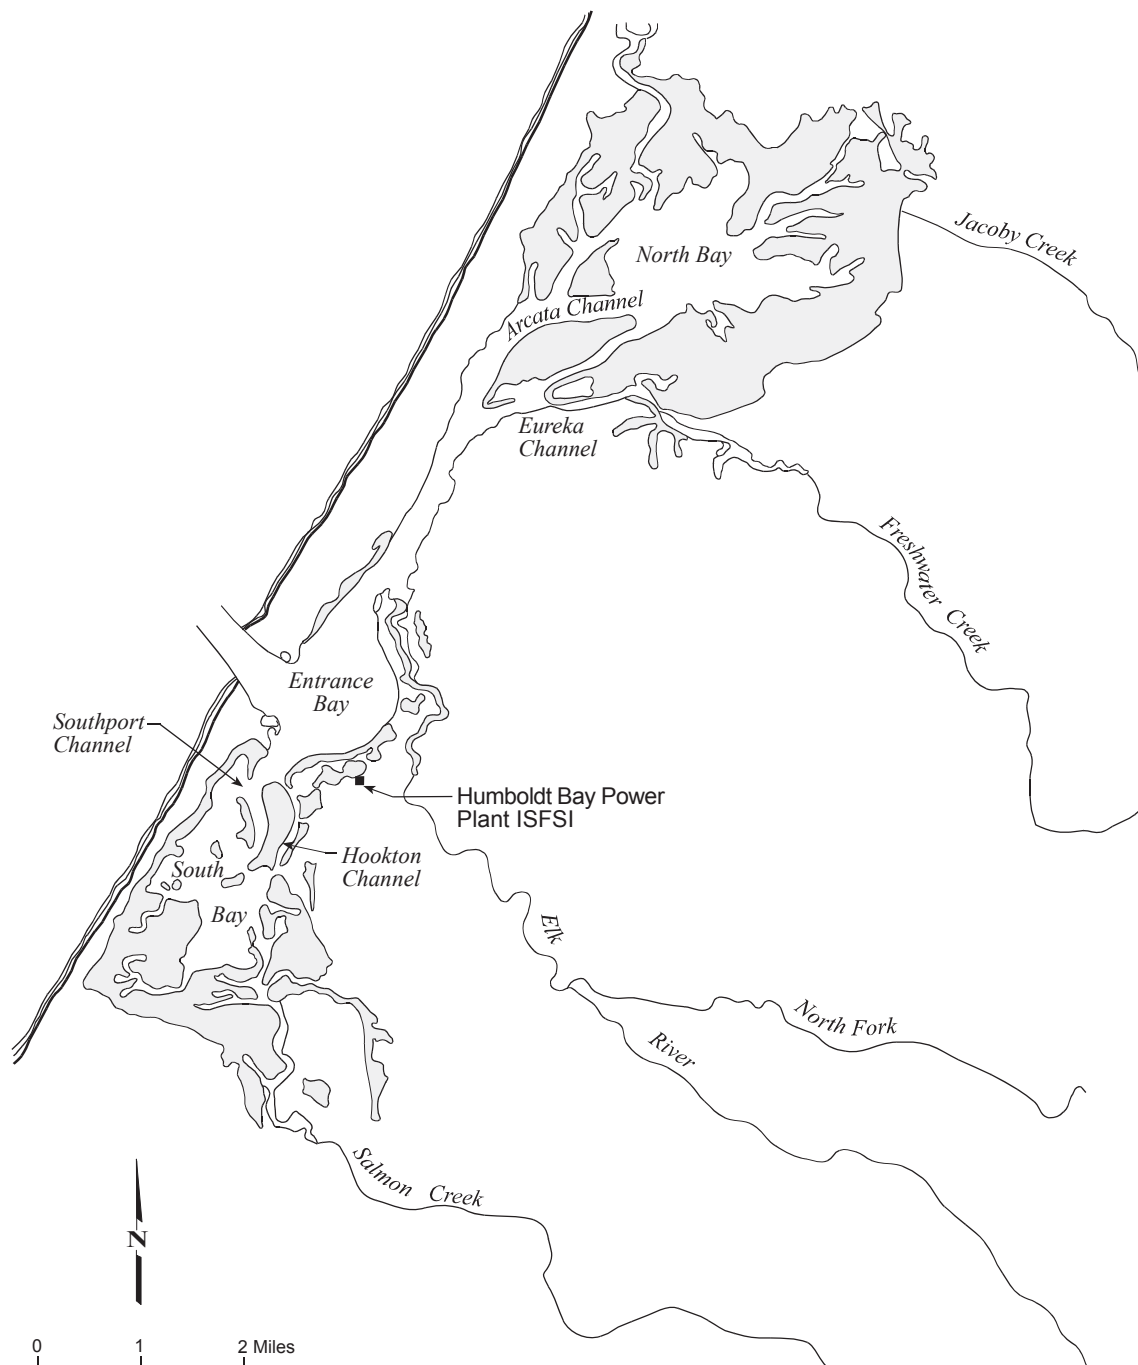 Jacoby Creek
North Bay
Arcata Channel
Eureka
Channel
Freshwater Creek
Entrance
Bay
Southport
Channel
Humboldt Bay Power
Plant ISFSI
Hookton
Channel
South
Bay
Elk
River
North Fork
Salmon Creek
N
0 1 2 Miles